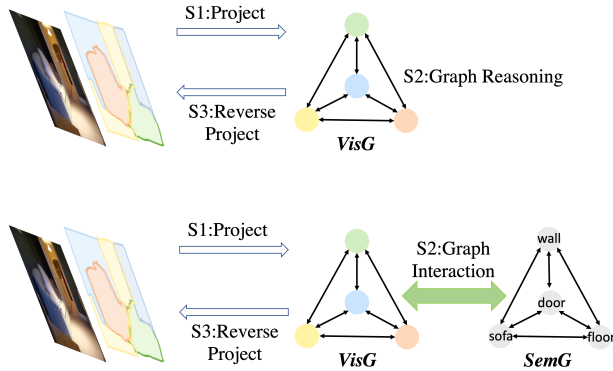 S1:Project
S2:Graph Reasoning
S3:Reverse
Project
VisG
S1:Project
S2:Graph
Interaction
wall
door
sofa
floor
S3:Reverse
Project
VisG
SemG